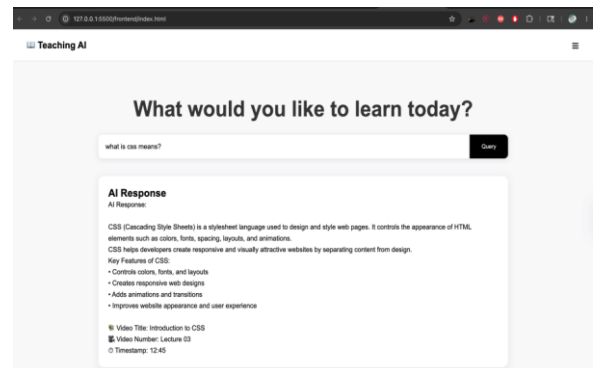 127.0.0.1:5500/frontend/index.html
Teaching AI
What would you like to learn today?
what is css means?
Query
AI Response
AI Response:
CSS (Cascading Style Sheets) is a stylesheet language used to design and style web pages. It controls the appearance of HTML
elements such as colors, fonts, spacing, layouts, and animations.
CSS helps developers create responsive and visually attractive websites by separating content from design.
Key Features of CSS:
• Controls colors, fonts, and layouts
• Creates responsive web designs
• Adds animations and transitions
• Improves website appearance and user experience
Video Title: Introduction to CSS
Video Number: Lecture 03
Timestamp: 12:45